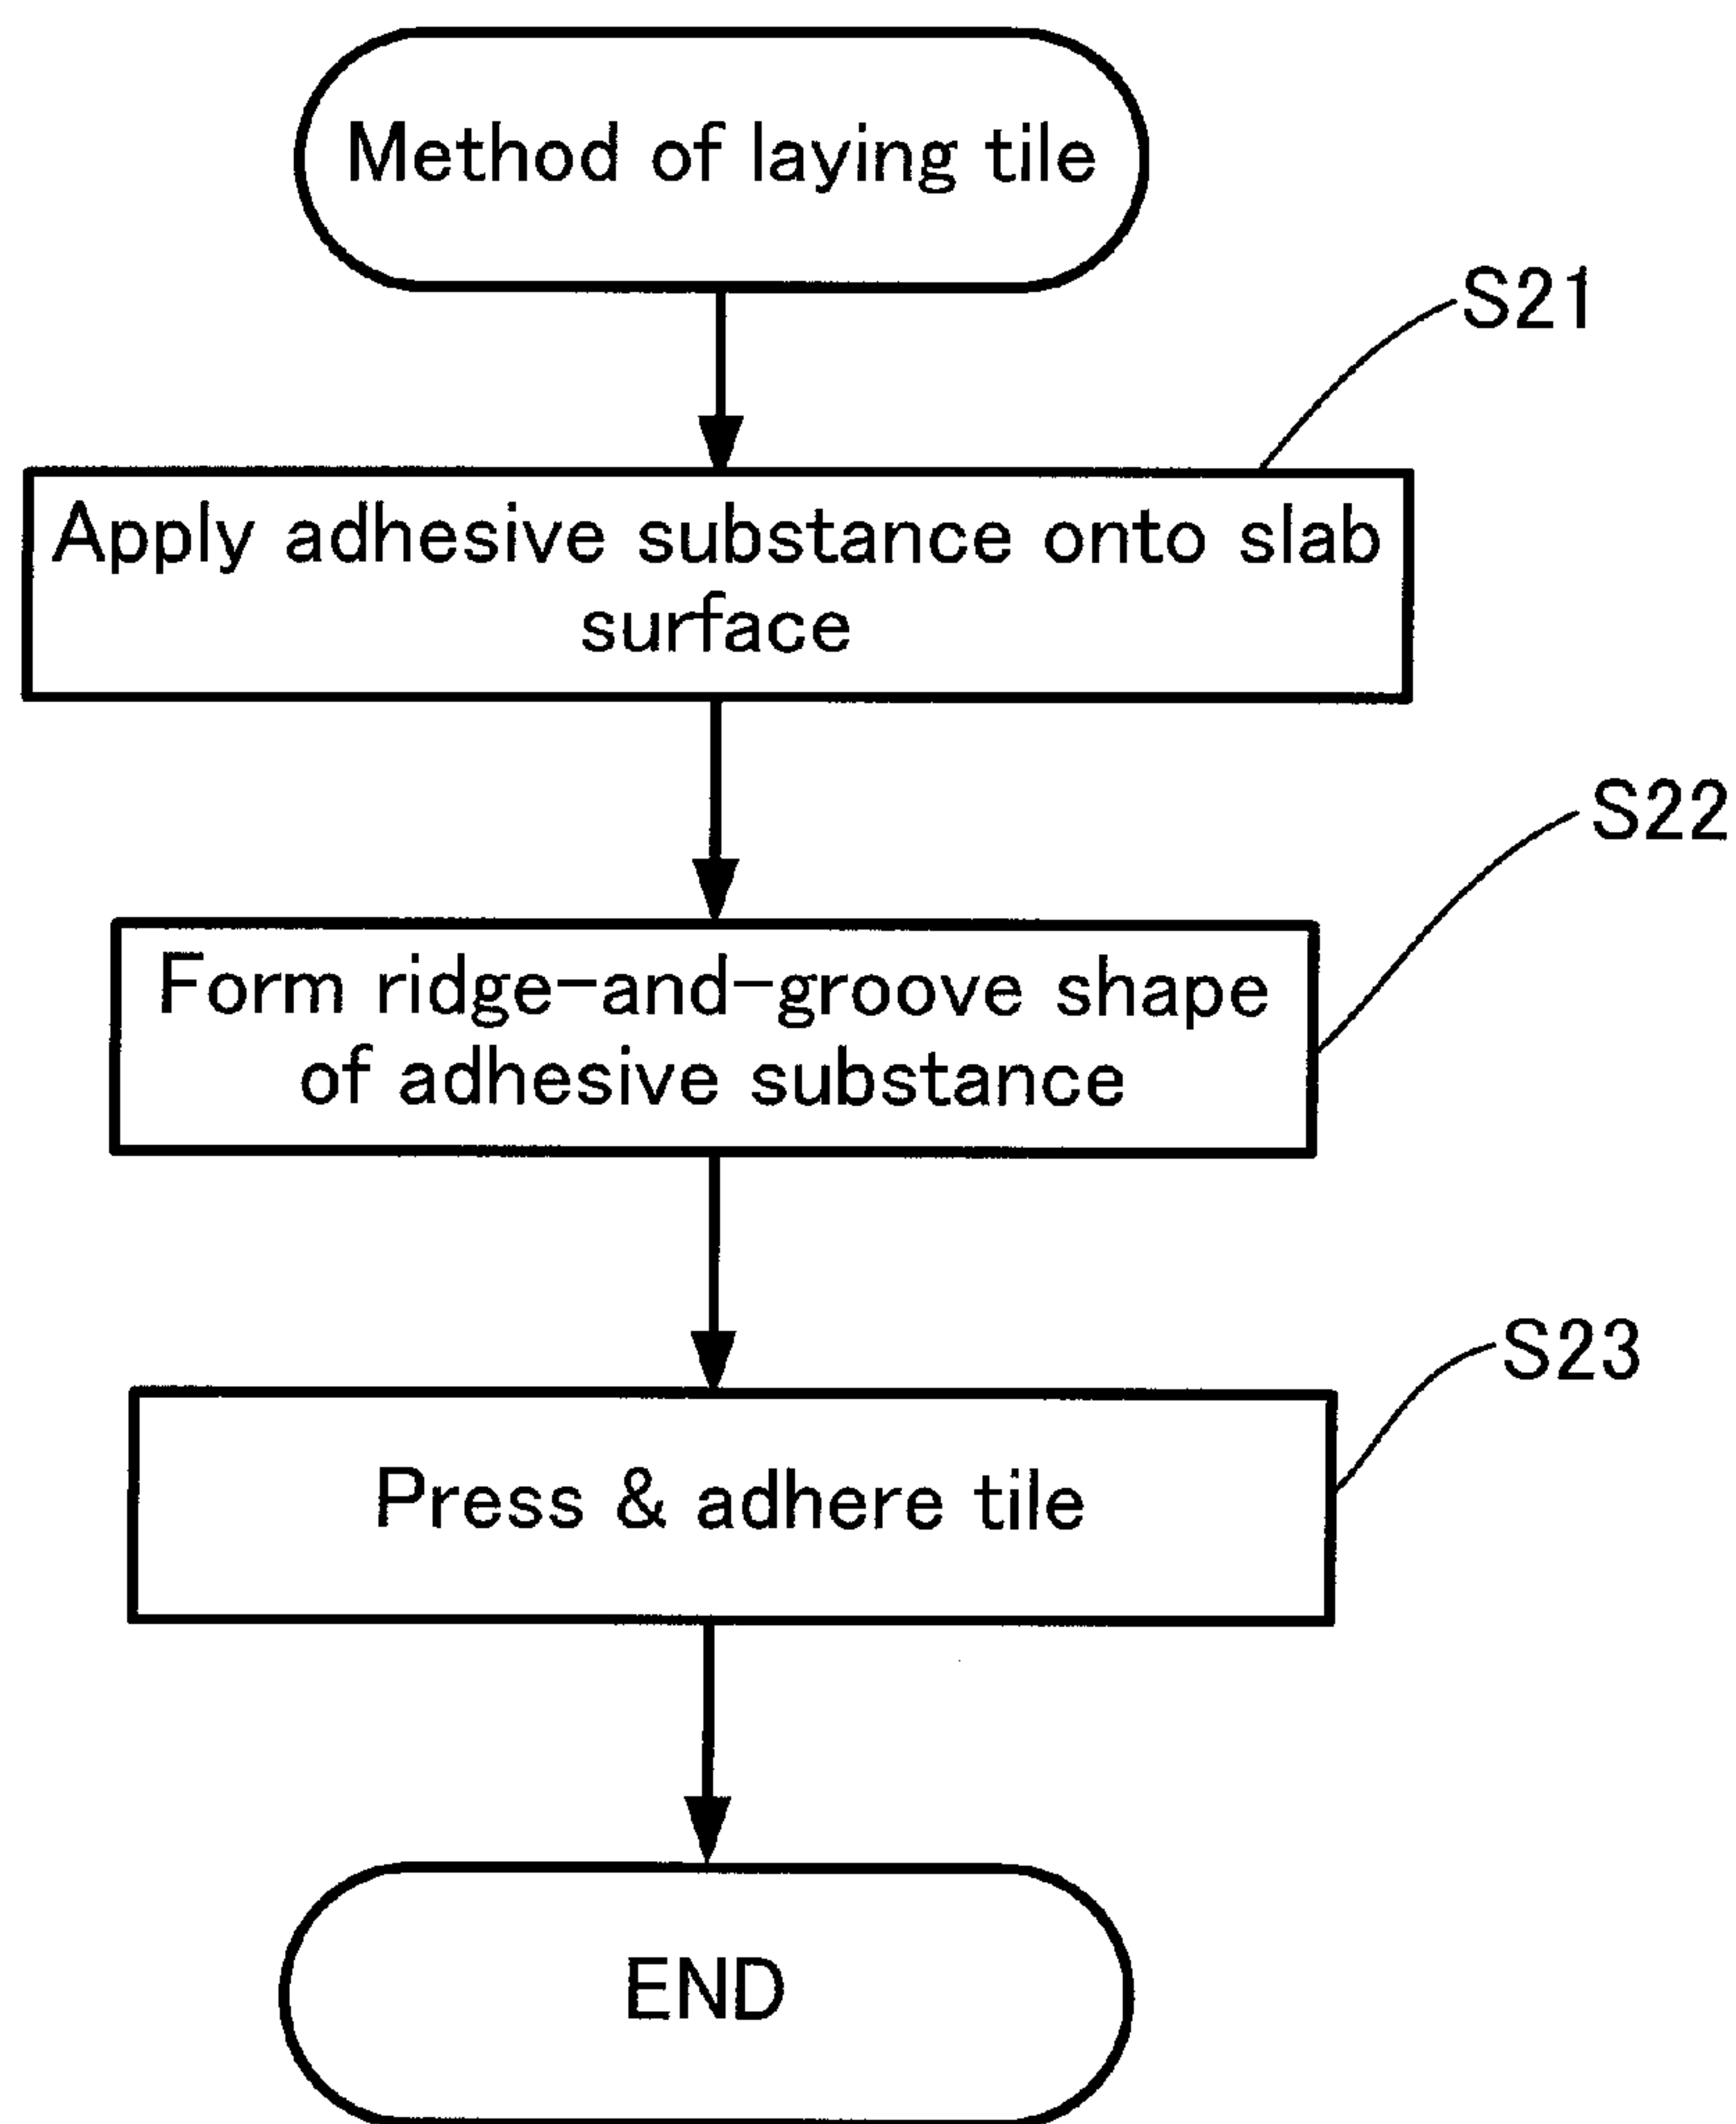 Method of laying tile
S21
Apply adhesive substance onto slab
surface
S22
Form ridge-and-groove shape
of adhesive substance
S23
Press & adhere tile
END